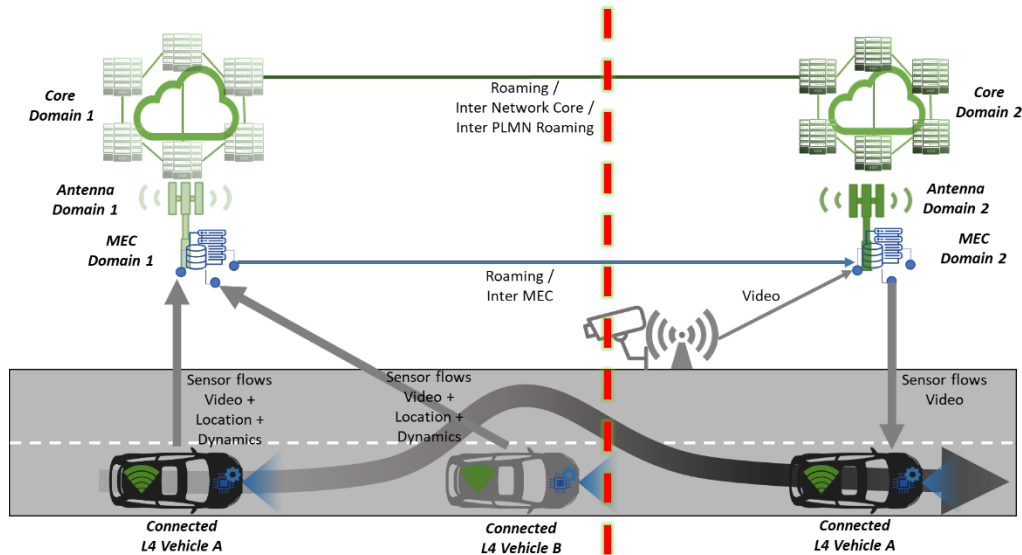 Core
Domain 1
Roaming /
Inter Network Core /
Inter PLMN Roaming
Core
Domain 2
Antenna
Domain 1
Antenna
Domain 2
MEC
Domain 1
MEC
Domain 2
Roaming /
Inter MEC
Video
Sensor flows
Video +
Location +
Dynamics
Sensor flows
Video +
Location +
Dynamics
Sensor flows
Video
Connected
L4 Vehicle A
Connected
L4 Vehicle B
Connected
L4 Vehicle A